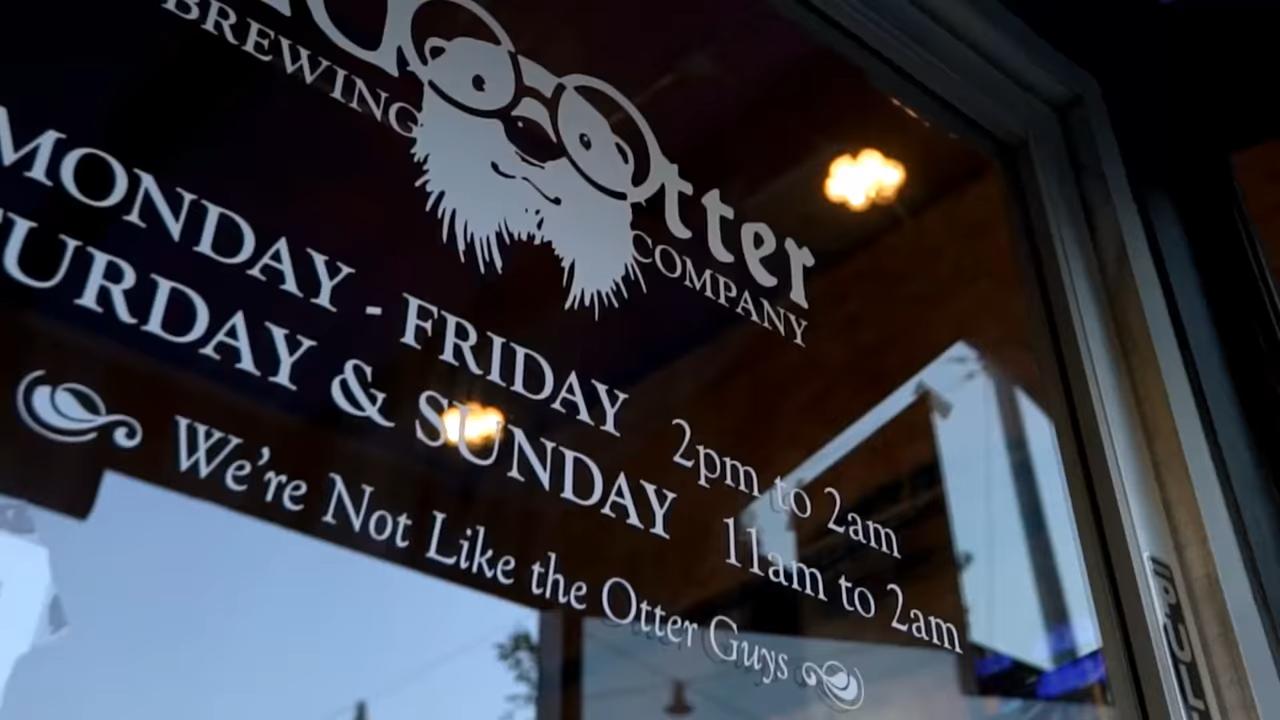 Otter
BREWING COMPANY
MONDAY - FRIDAY 2pm to 2am
TURDAY & SUNDAY 11am to 2am
We're Not Like the Otter Guys